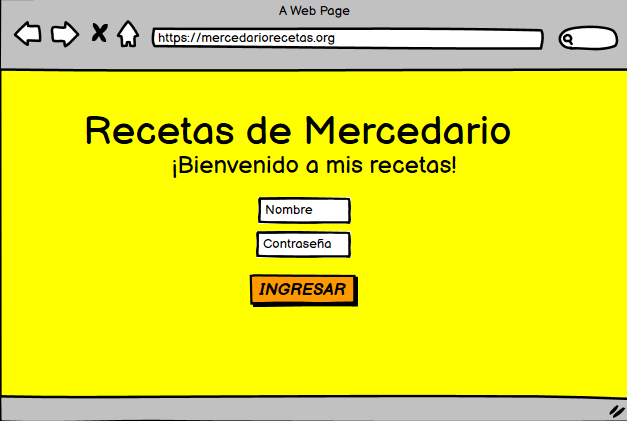 A Web Page
https://mercedariorecetas.org
Recetas de Mercedario
¡Bienvenido a mis recetas!
Nombre
Contraseña
INGRESAR